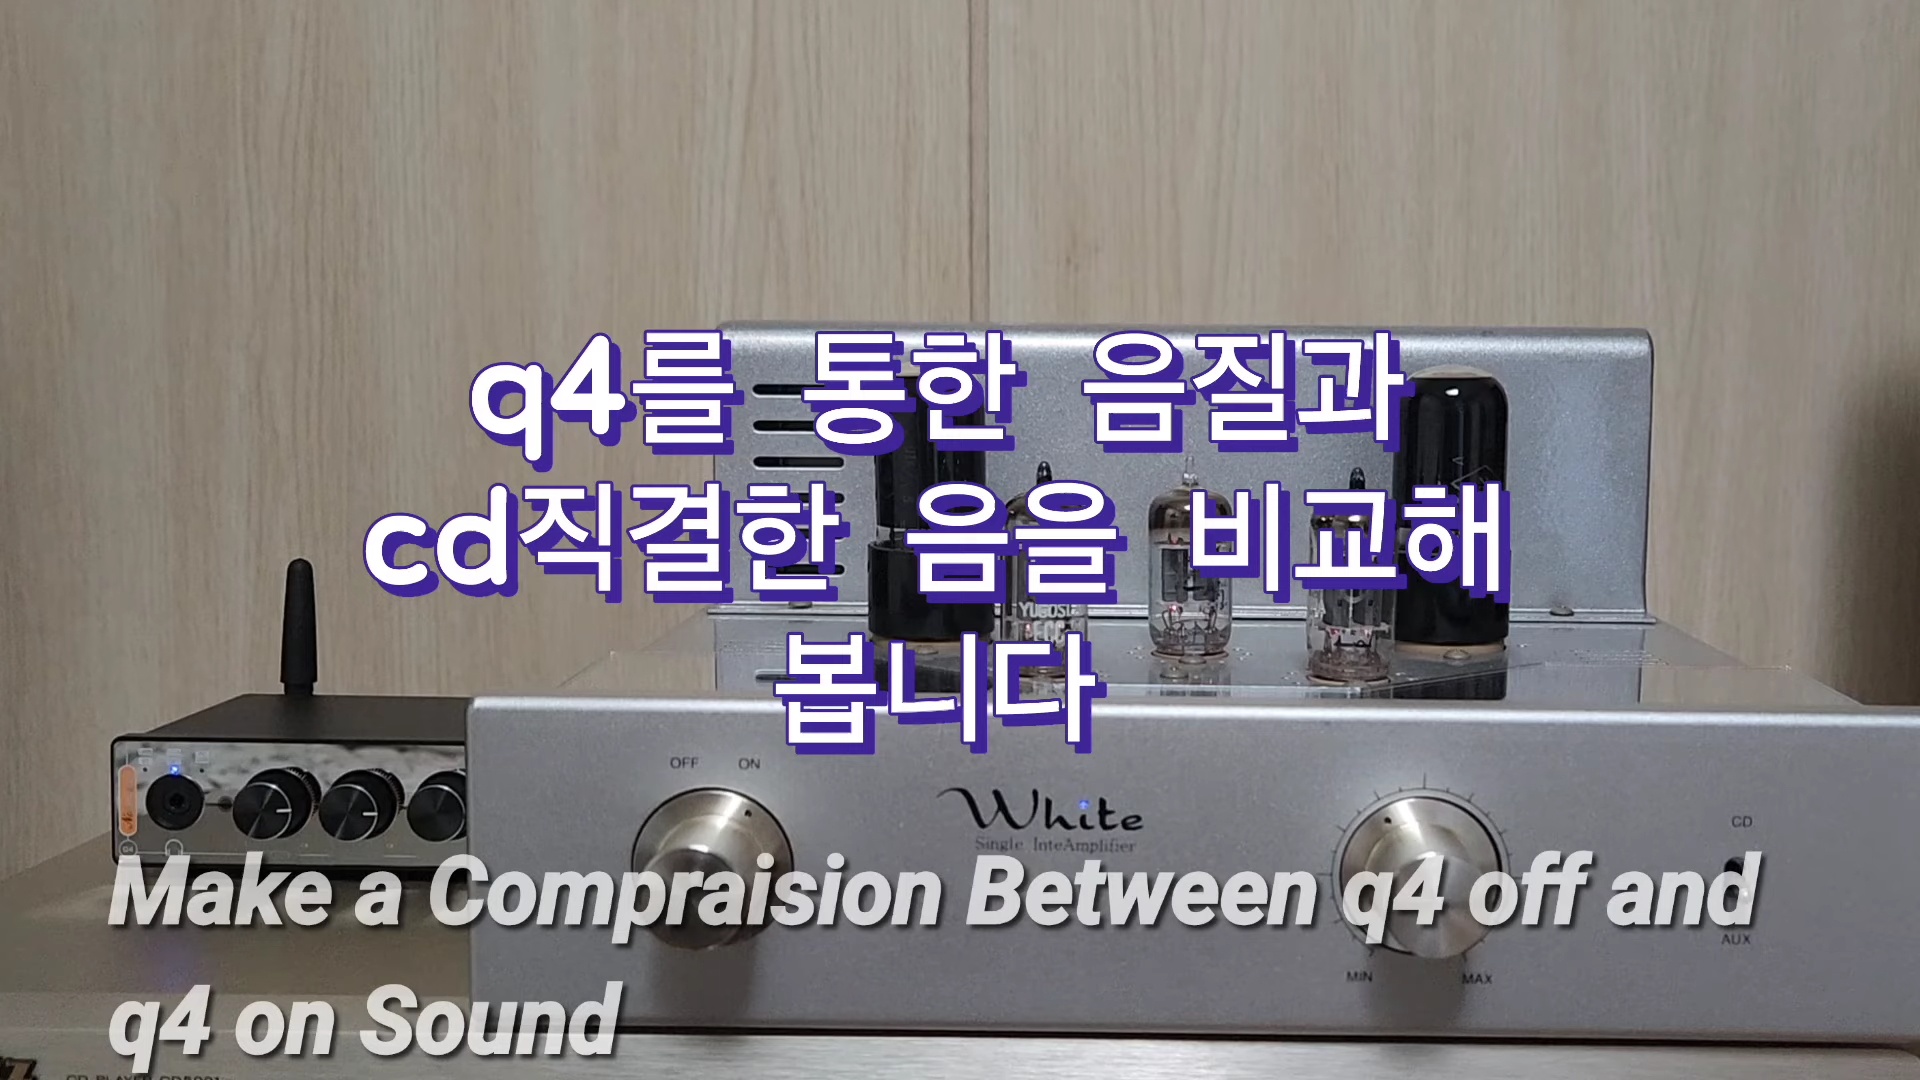 q4를 통한 음질과
cd직결한 음을 비교해
봅니다
OFF ON
White
Single InteAmplifier
CD
AUX
MIN MAX
Make a Compraision Between q4 off and
q4 on Sound